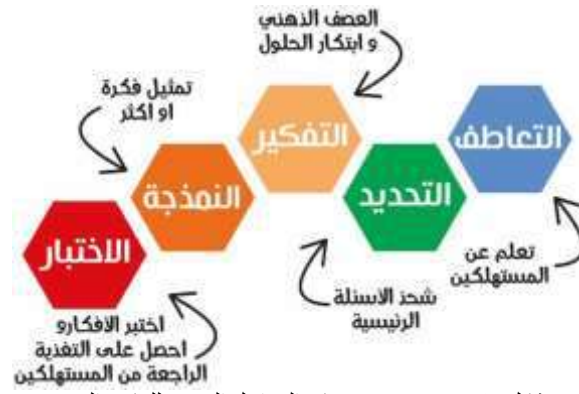 التعاطف
تعلم عن
المستهلكين
التحديد
شحذ الاسئلة
الرئيسية
العصف الذهني
و ابتكار الحلول
التفكير
تمثيل فكرة
او اكثر
النمذجة
الاختبار
اختبر الافكارو
احصل على التغذية
الراجعة من المستهلكين